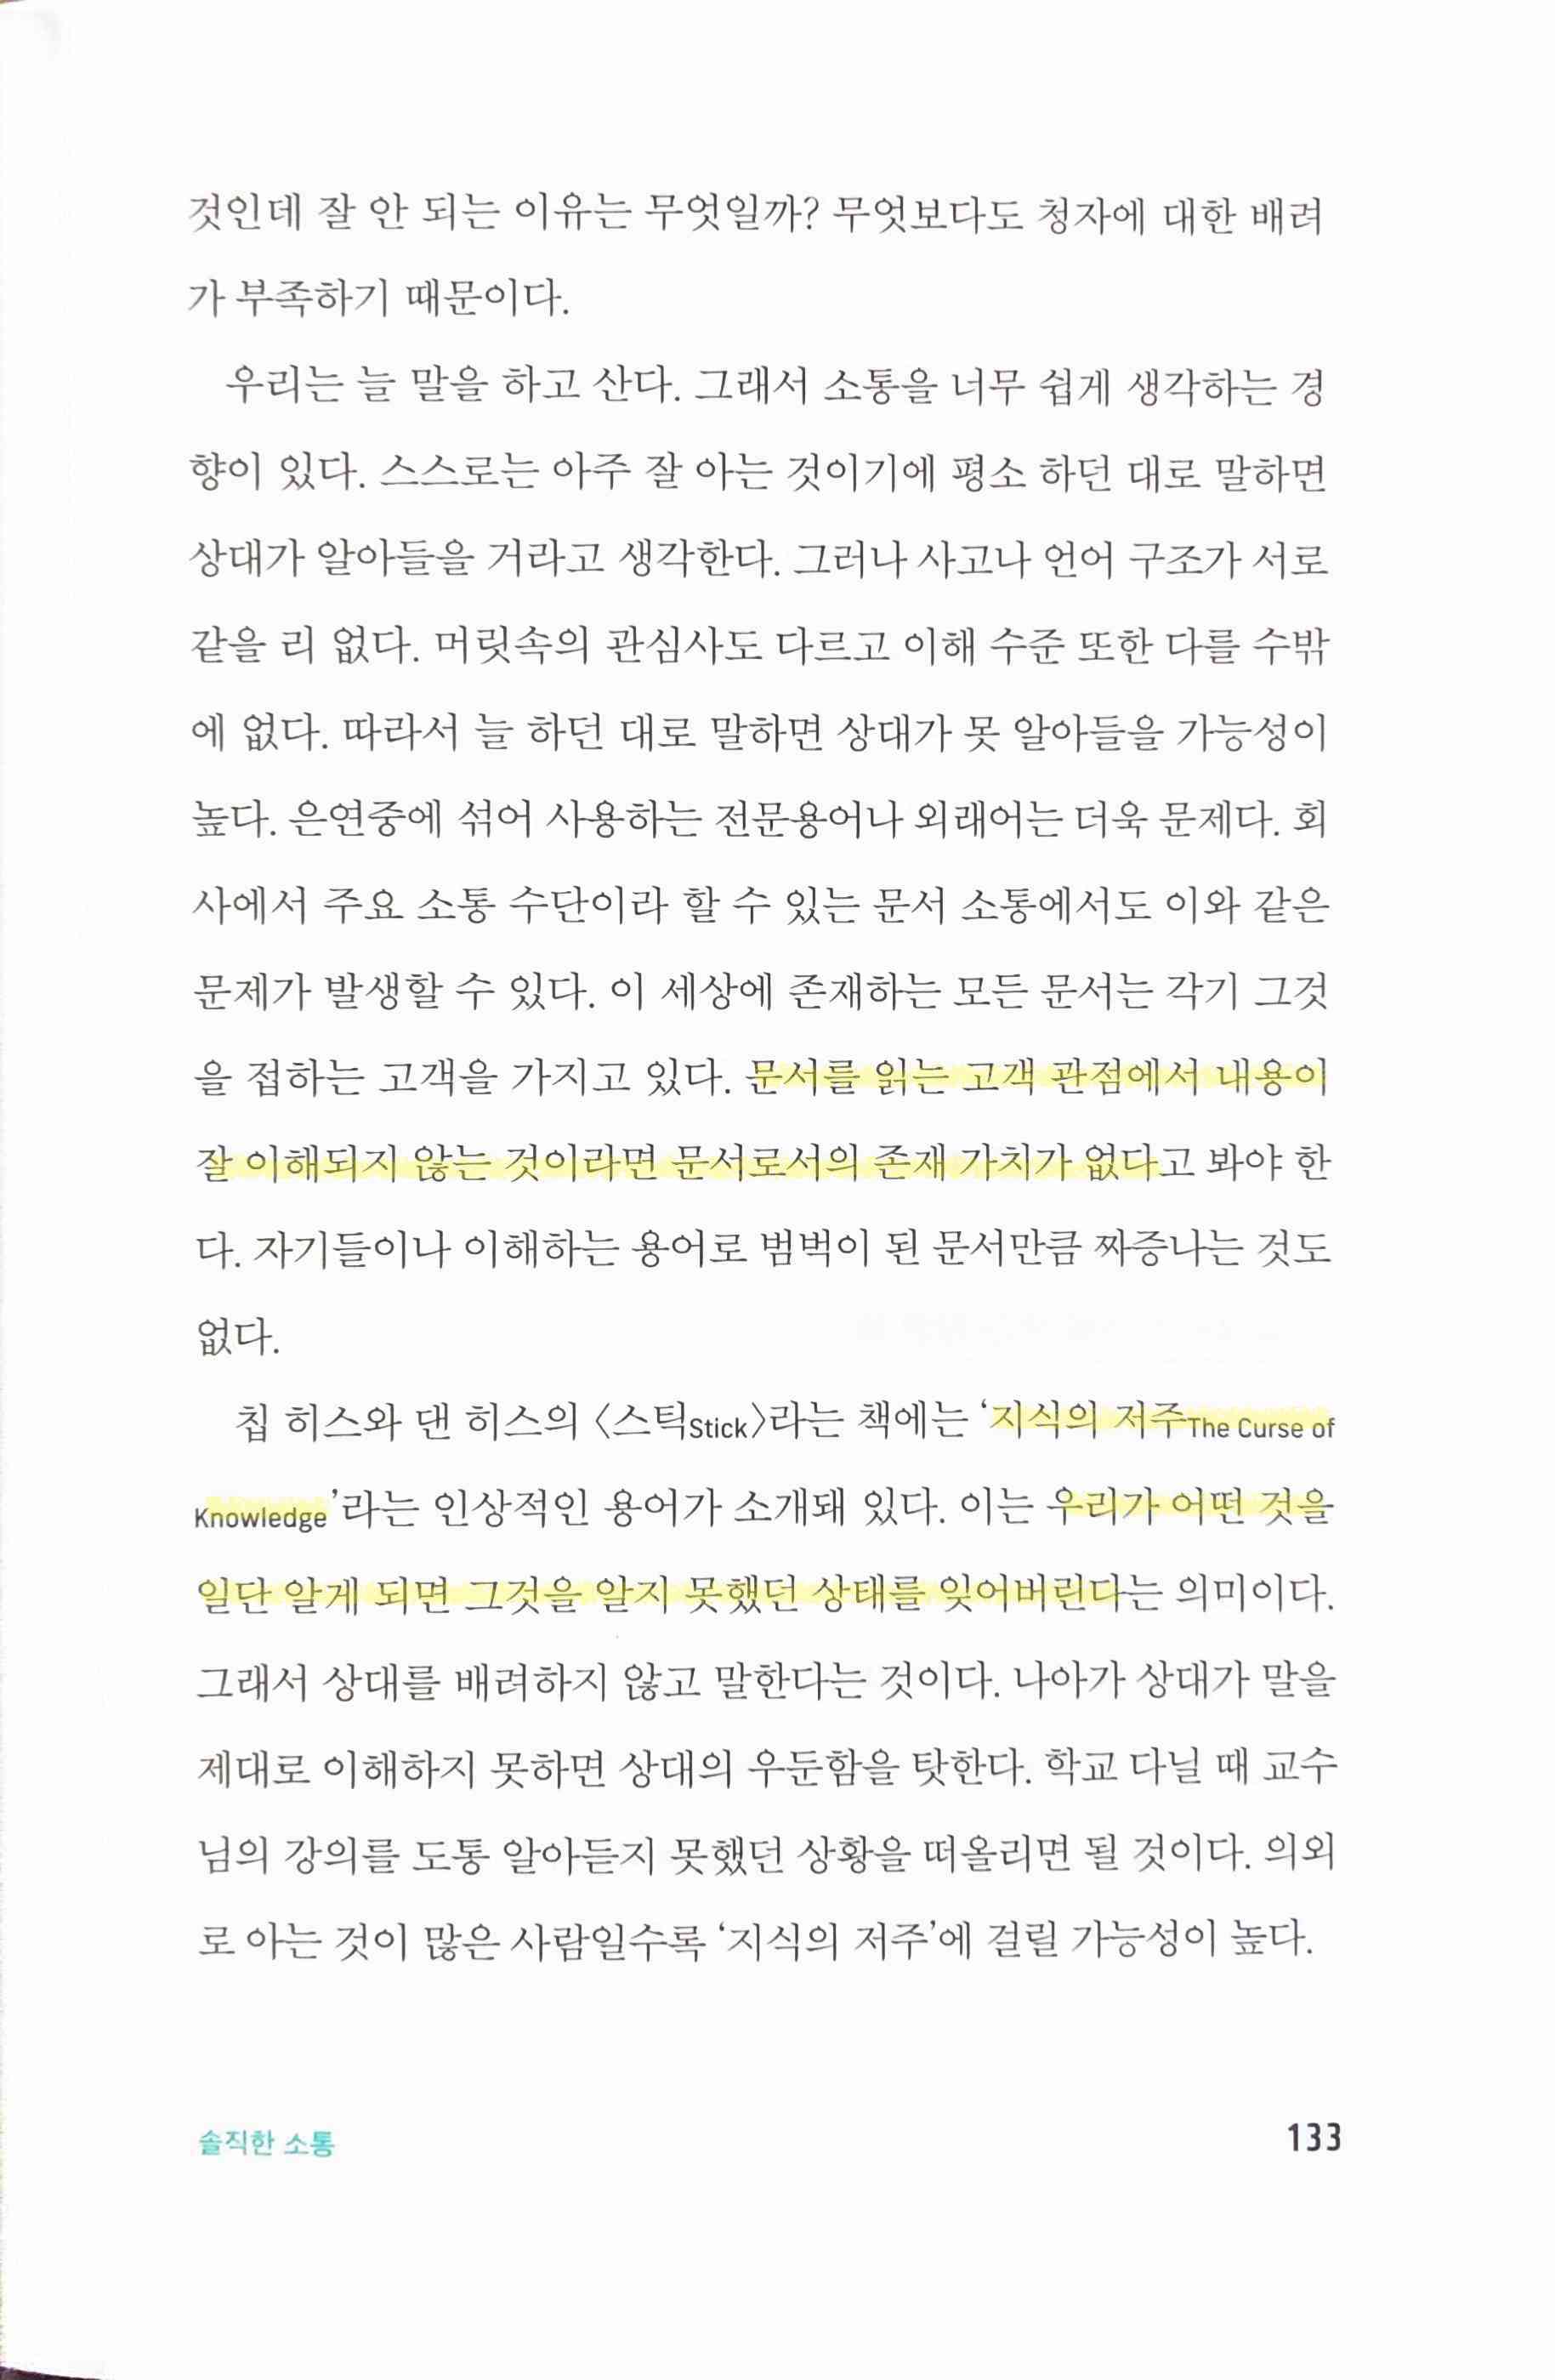 것인데 잘 안 되는 이유는 무엇일까? 무엇보다도 청자에 대한 배려
가 부족하기 때문이다.
우리는 늘 말을 하고 산다. 그래서 소통을 너무 쉽게 생각하는 경
향이 있다. 스스로는 아주 잘 아는 것이기에 평소 하던 대로 말하면
상대가 알아들을 거라고 생각한다. 그러나 사고나 언어 구조가 서로
같을 리 없다. 머릿속의 관심사도 다르고 이해 수준 또한 다를 수밖
에 없다. 따라서 늘 하던 대로 말하면 상대가 못 알아들을 가능성이
높다. 은연중에 섞어 사용하는 전문용어나 외래어는 더욱 문제다. 회
사에서 주요 소통 수단이라 할 수 있는 문서 소통에서도 이와 같은
문제가 발생할 수 있다. 이 세상에 존재하는 모든 문서는 각기 그것
을 접하는 고객을 가지고 있다. 문서를 읽는 고객 관점에서 내용이
잘 이해되지 않는 것이라면 문서로서의 존재 가치가 없다고 봐야 한
다. 자기들이나 이해하는 용어로 범벅이 된 문서만큼 짜증나는 것도
없다.
칩 히스와 댄 히스의 〈스틱Stick〉라는 책에는 ‘지식의 저주The Curse of
Knowledge’라는 인상적인 용어가 소개돼 있다. 이는 우리가 어떤 것을
일단 알게 되면 그것을 알지 못했던 상태를 잊어버린다는 의미이다.
그래서 상대를 배려하지 않고 말한다는 것이다. 나아가 상대가 말을
제대로 이해하지 못하면 상대의 우둔함을 탓한다. 학교 다닐 때 교수
님의 강의를 도통 알아듣지 못했던 상황을 떠올리면 될 것이다. 의외
로 아는 것이 많은 사람일수록 ‘지식의 저주’에 걸릴 가능성이 높다.
솔직한 소통
133